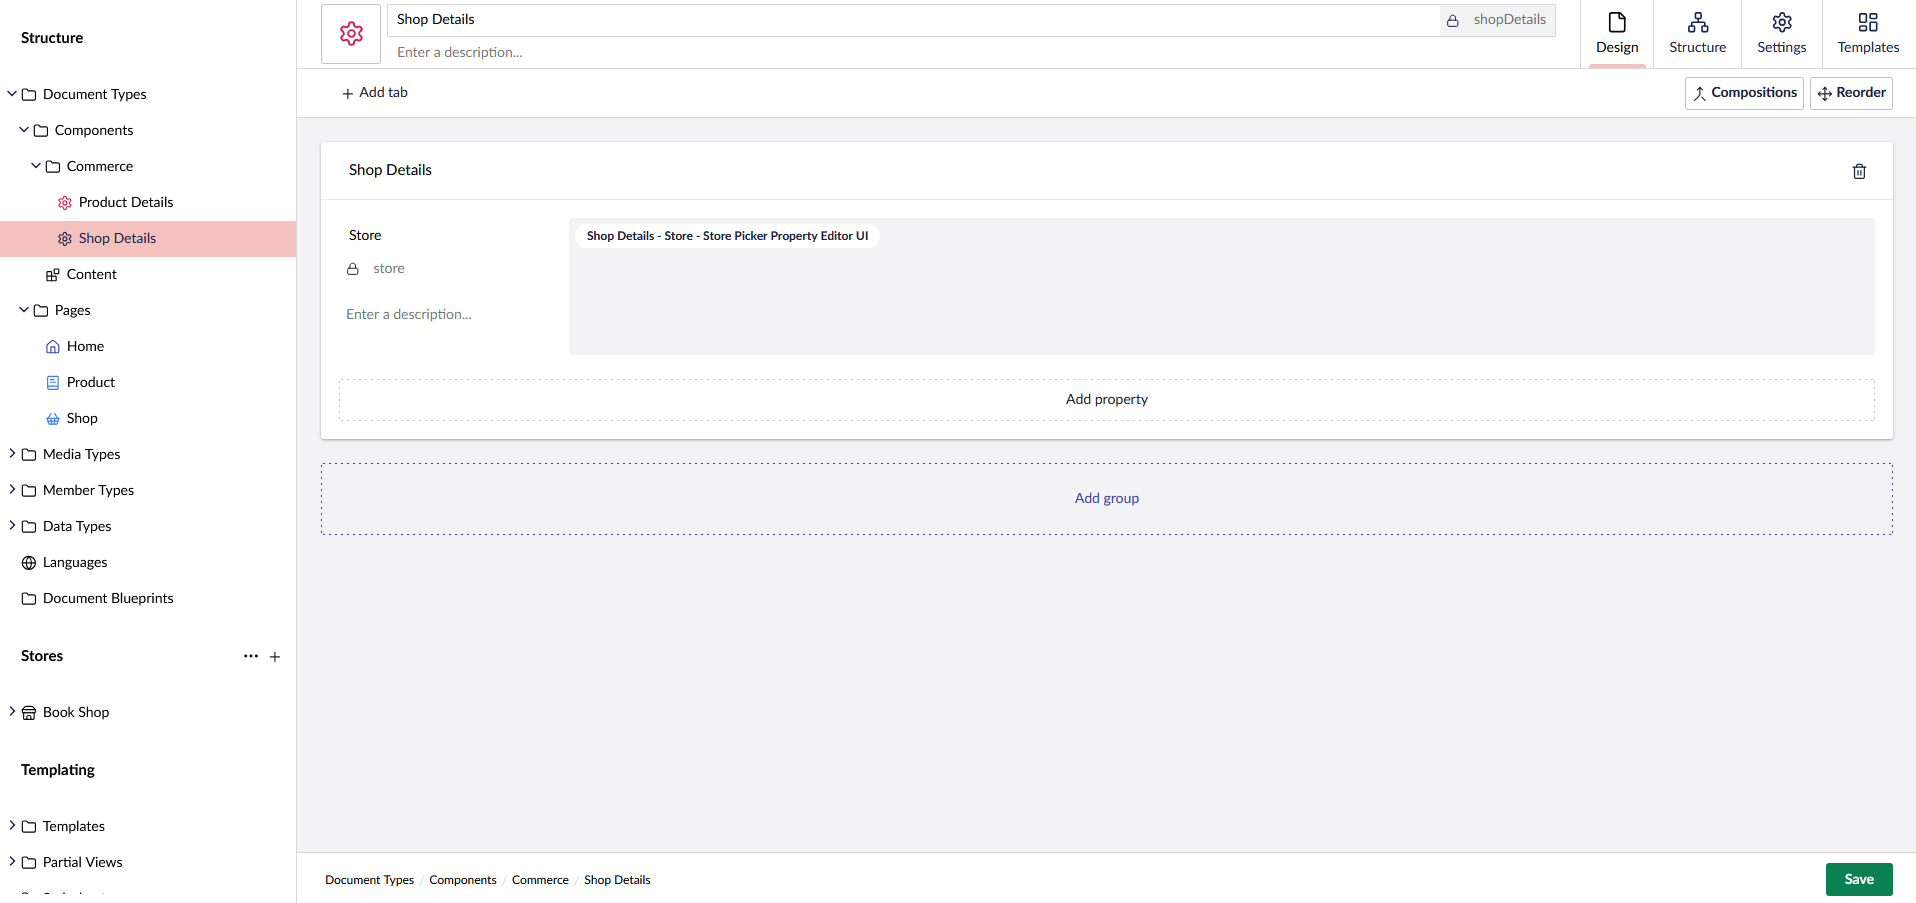 Structure
Document Types
Components
Commerce
Product Details
Shop Details
Content
Pages
Home
Product
Shop
Media Types
Member Types
Data Types
Languages
Document Blueprints
Stores
Book Shop
Templating
Templates
Partial Views
Shop Details
shopDetails
Enter a description...
Design
Structure
Settings
Templates
+ Add tab
Compositions
Reorder
Shop Details
Store
store
Enter a description...
Shop Details - Store - Store Picker Property Editor UI
Add property
Add group
Document Types / Components / Commerce / Shop Details
Save